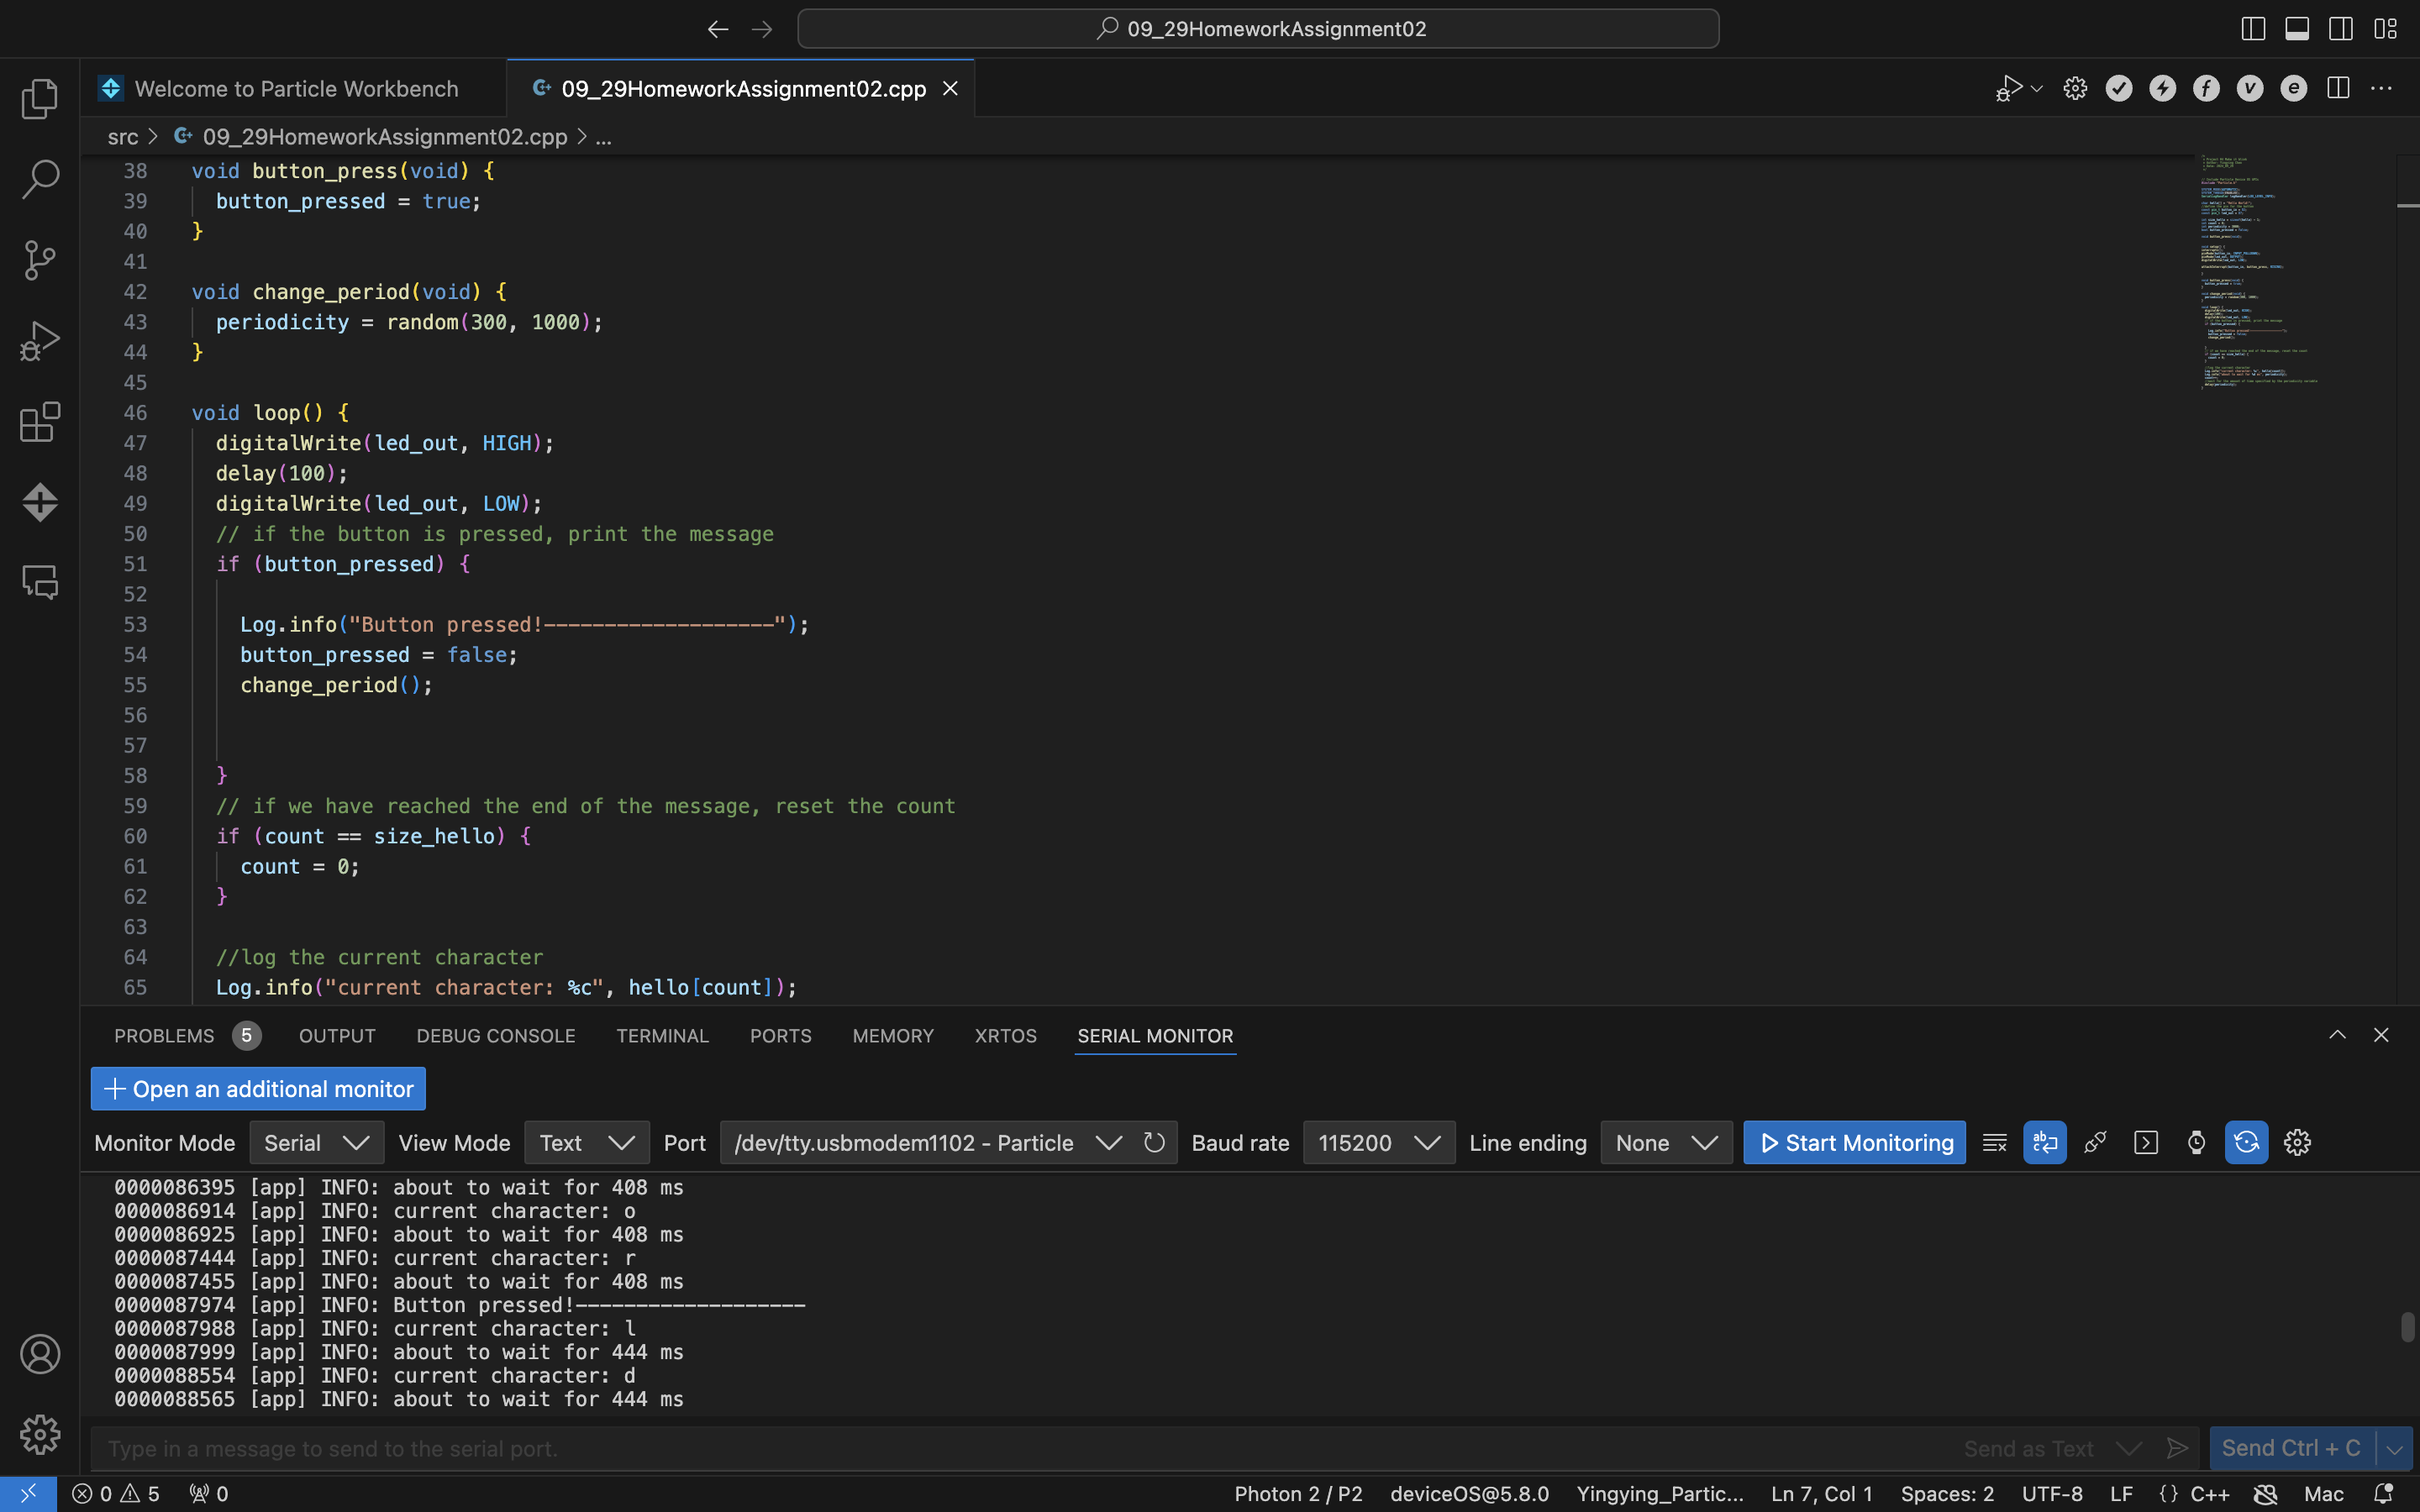 09_29HomeworkAssignment02
Welcome to Particle Workbench
09_29HomeworkAssignment02.cpp
src > 09_29HomeworkAssignment02.cpp > ...
38 void button_press(void) {
39 button_pressed = true;
40 }
41
42 void change_period(void) {
43 periodicity = random(300, 1000);
44 }
45
46 void loop() {
47 digitalWrite(led_out, HIGH);
48 delay(100);
49 digitalWrite(led_out, LOW);
50 // if the button is pressed, print the message
51 if (button_pressed) {
52
53 Log.info("Button pressed!-------------------");
54 button_pressed = false;
55 change_period();
56
57
58 }
59 // if we have reached the end of the message, reset the count
60 if (count == size_hello) {
61 count = 0;
62 }
63
64 //log the current character
65 Log.info("current character: %c", hello[count]);
PROBLEMS 5 OUTPUT DEBUG CONSOLE TERMINAL PORTS MEMORY XRTOS SERIAL MONITOR
Open an additional monitor
Monitor Mode Serial View Mode Text Port /dev/tty.usbmodem1102 - Particle Baud rate 115200 Line ending None Start Monitoring
0000086395 [app] INFO: about to wait for 408 ms
0000086914 [app] INFO: current character: o
0000086925 [app] INFO: about to wait for 408 ms
0000087444 [app] INFO: current character: r
0000087455 [app] INFO: about to wait for 408 ms
0000087974 [app] INFO: Button pressed!-------------------
0000087988 [app] INFO: current character: l
0000087999 [app] INFO: about to wait for 444 ms
0000088554 [app] INFO: current character: d
0000088565 [app] INFO: about to wait for 444 ms
Type in a message to send to the serial port. Send as Text Send Ctrl + C
0 5 0 Photon 2 / P2 deviceOS@5.8.0 Yingying_Partic... Ln 7, Col 1 Spaces: 2 UTF-8 LF {} C++ Mac